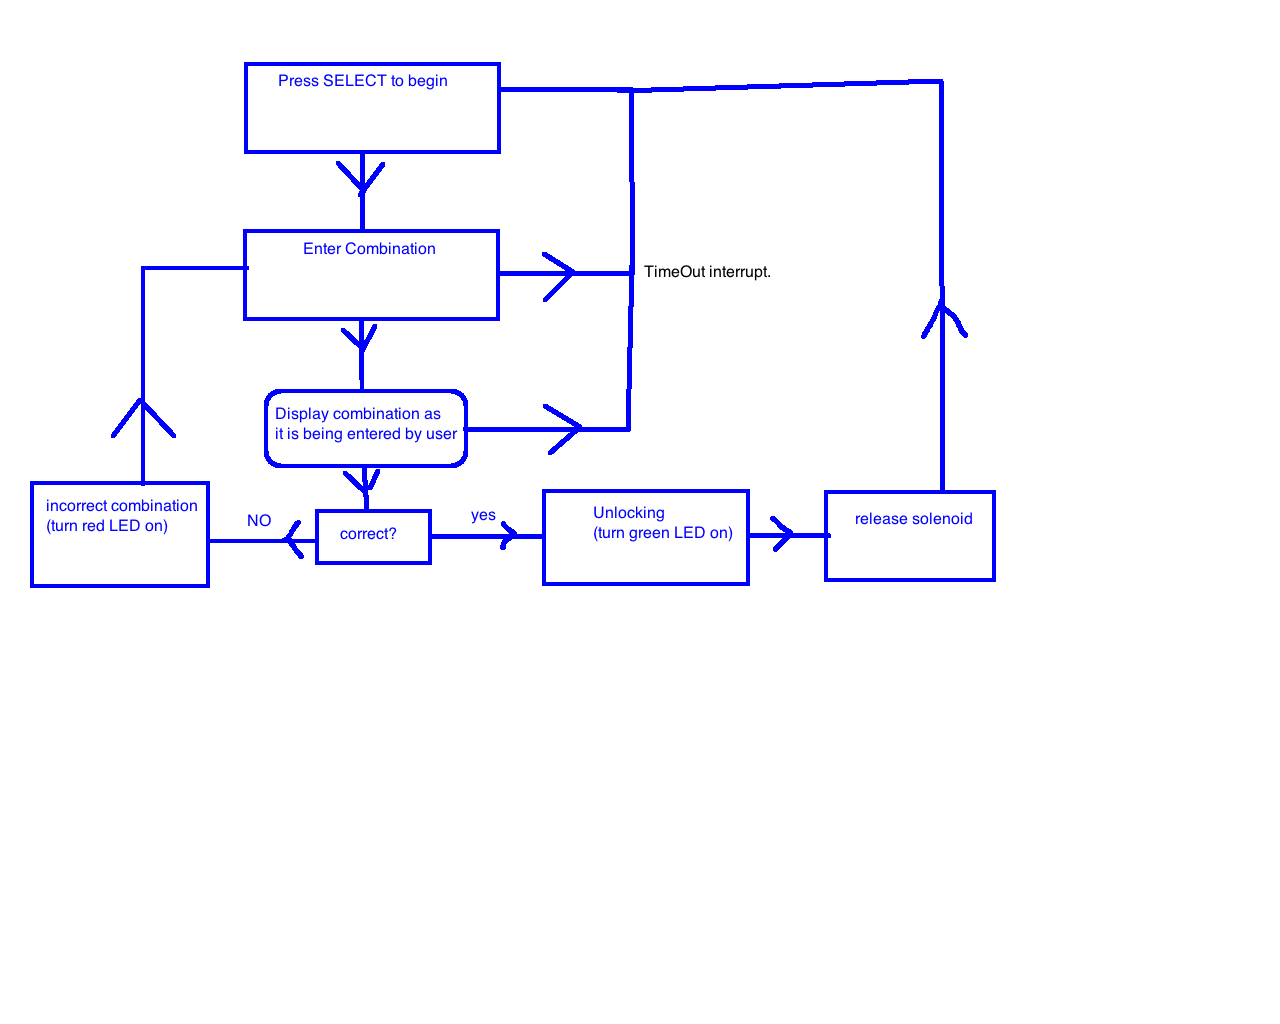 Press SELECT to begin
Enter Combination
TimeOut interrupt.
Display combination as
it is being entered by user
incorrect combination
(turn red LED on)
NO
correct?
yes
Unlocking
(turn green LED on)
release solenoid